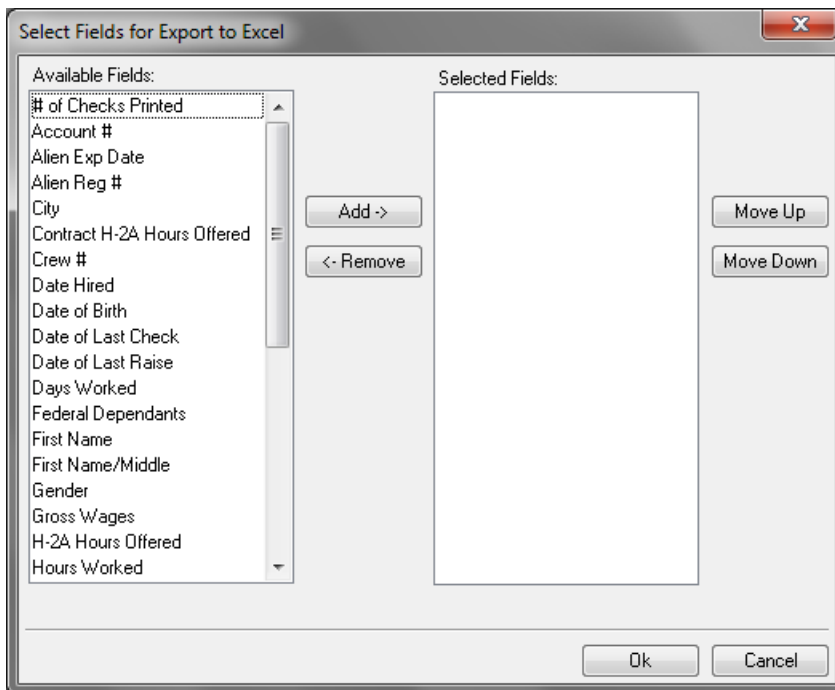 Select Fields for Export to Excel
Available Fields:
# of Checks Printed
Account #
Alien Exp Date
Alien Reg #
City
Contract H-2A Hours Offered
Crew #
Date Hired
Date of Birth
Date of Last Check
Date of Last Raise
Days Worked
Federal Dependants
First Name
First Name/Middle
Gender
Gross Wages
H-2A Hours Offered
Hours Worked
Add ->
<- Remove
Selected Fields:
Move Up
Move Down
Ok
Cancel